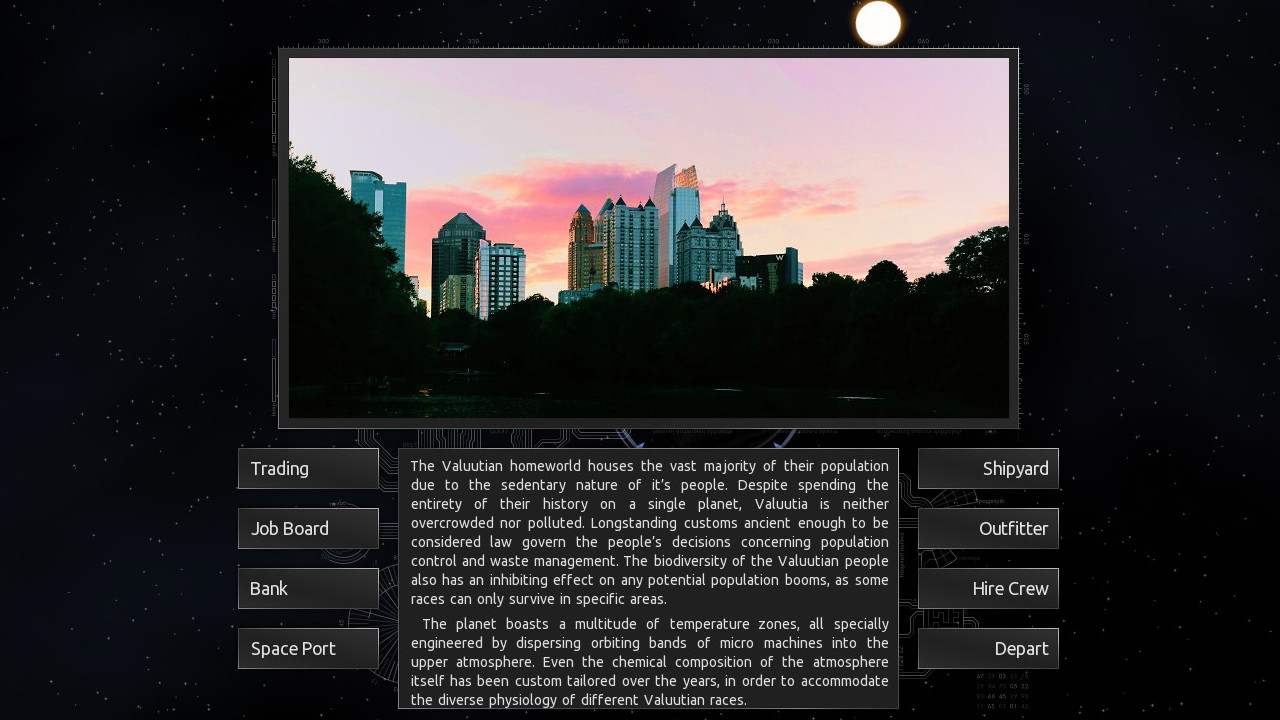 300
330
000
030
060
W
Trading
Job Board
Bank
Space Port
The Valuutian homeworld houses the vast majority of their population
due to the sedentary nature of it's people. Despite spending the
entirety of their history on a single planet, Valuutia is neither
overcrowded nor polluted. Longstanding customs ancient enough to be
considered law govern the people's decisions concerning population
control and waste management. The biodiversity of the Valuutian people
also has an inhibiting effect on any potential population booms, as some
races can only survive in specific areas.
The planet boasts a multitude of temperature zones, all specially
engineered by dispersing orbiting bands of micro machines into the
upper atmosphere. Even the chemical composition of the atmosphere
itself has been custom tailored over the years, in order to accommodate
the diverse physiology of different Valuutian races.
Shipyard
Outfitter
Hire Crew
Depart